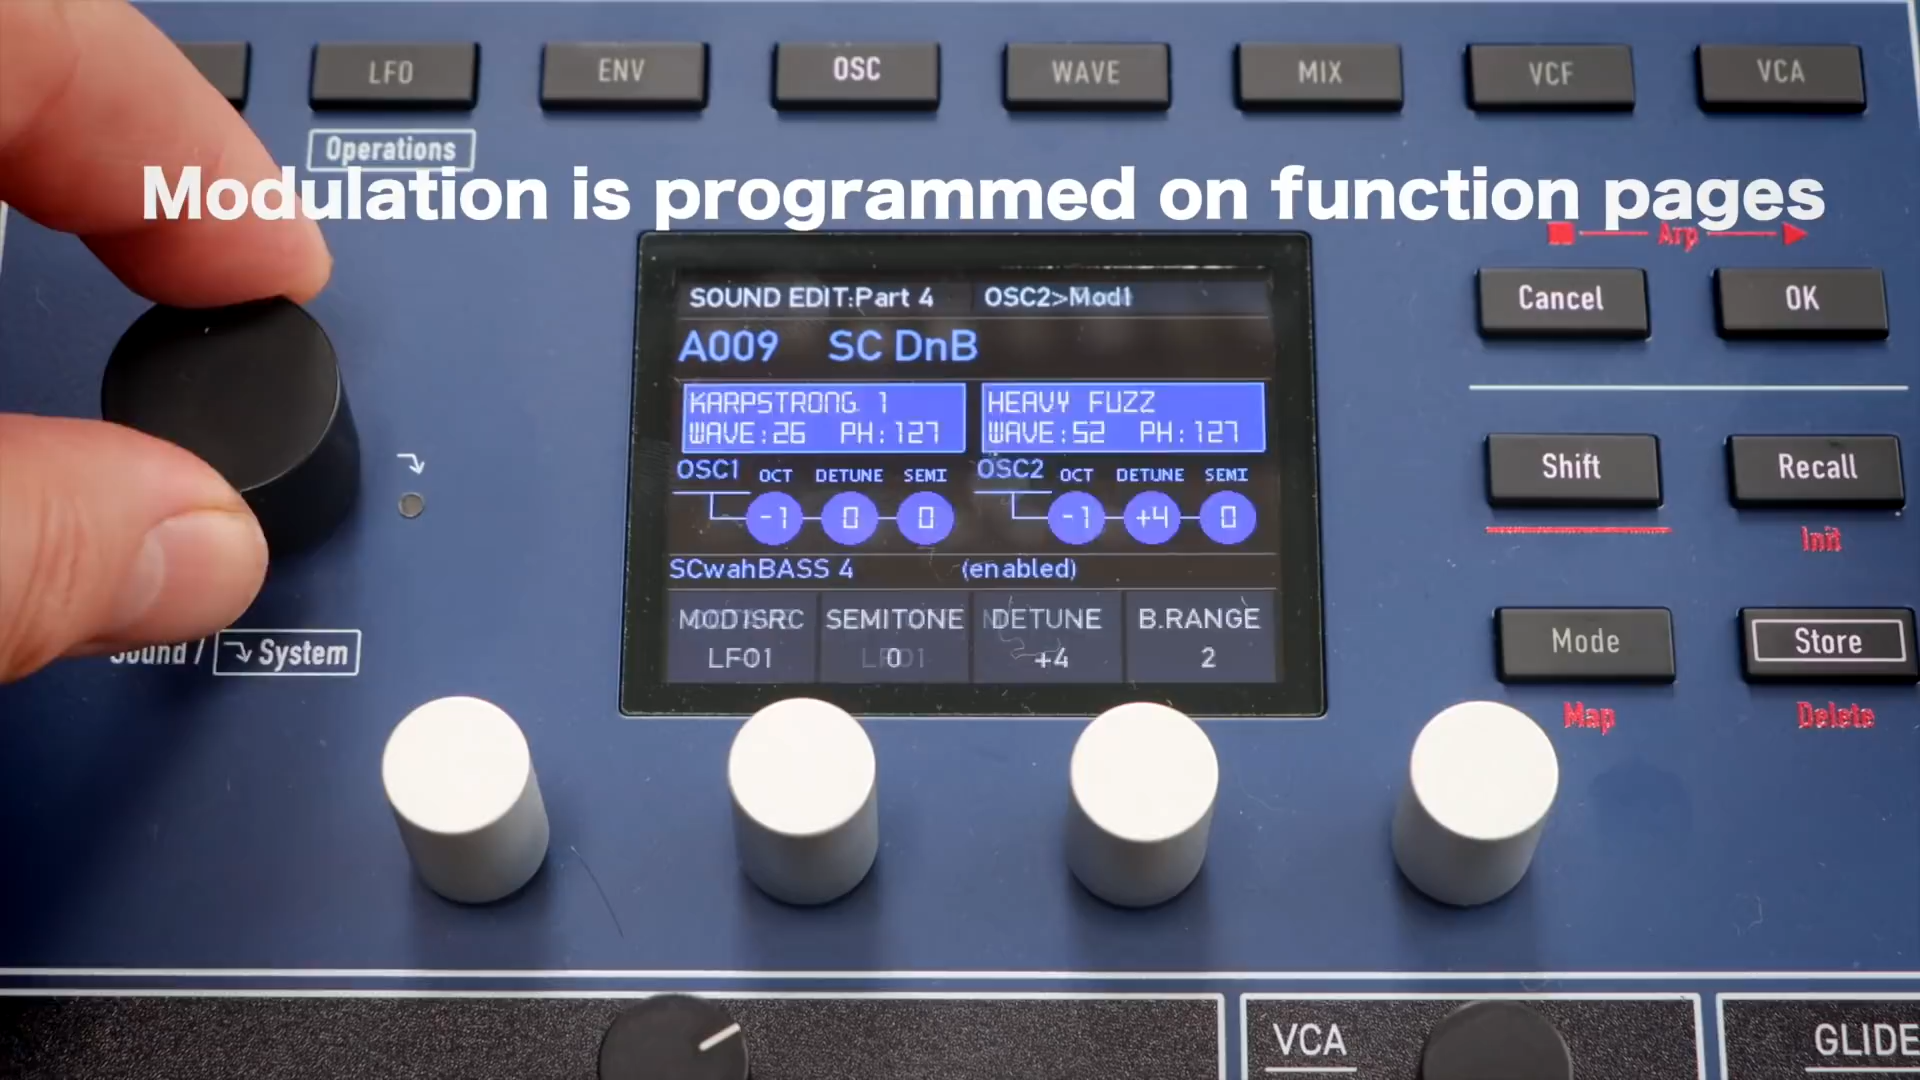 LFO
ENV
OSC
WAVE
MIX
VCF
VCA
Operations
Modulation is programmed on function pages
Arp
Cancel
OK
SOUND EDIT:Part 4 OSC2>Mod1
A009 SC DnB
KARPSTRONG 1
WAVE:26 PH:127
HEAVY FUZZ
WAVE:52 PH:127
OSC1 OCT DETUNE SEMI
-1 0 0
OSC2 OCT DETUNE SEMI
-1 +4 0
SCwahBASS 4 (enabled)
MOD1SRC SEMITONE DETUNE B.RANGE
LFO1 0 +4 2
Shift
Recall
Init
Mode
Store
Map
Delete
Sound / System
VCA
GLIDE